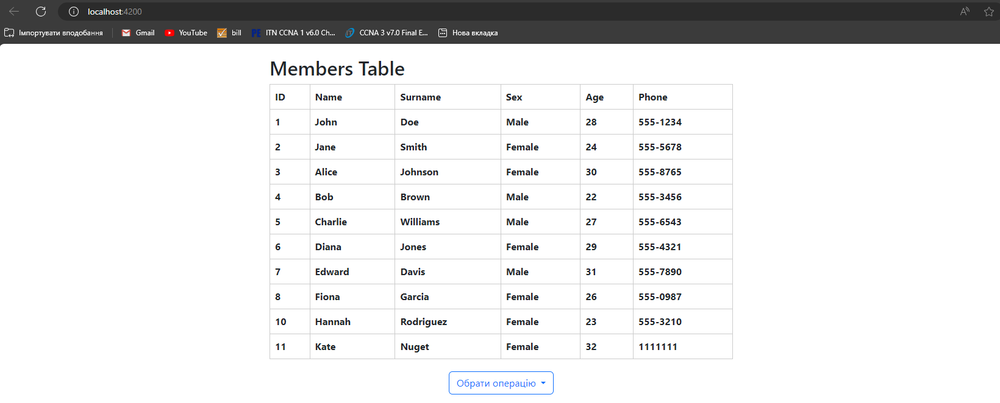 localhost:4200
Імпортувати вподобання Gmail YouTube bill ITN CCNA 1 v6.0 Ch... CCNA 3 v7.0 Final E... Нова вкладка
Members Table
ID Name Surname Sex Age Phone
1 John Doe Male 28 555-1234
2 Jane Smith Female 24 555-5678
3 Alice Johnson Female 30 555-8765
4 Bob Brown Male 22 555-3456
5 Charlie Williams Male 27 555-6543
6 Diana Jones Female 29 555-4321
7 Edward Davis Male 31 555-7890
8 Fiona Garcia Female 26 555-0987
10 Hannah Rodriguez Female 23 555-3210
11 Kate Nuget Female 32 1111111
Обрати операцію